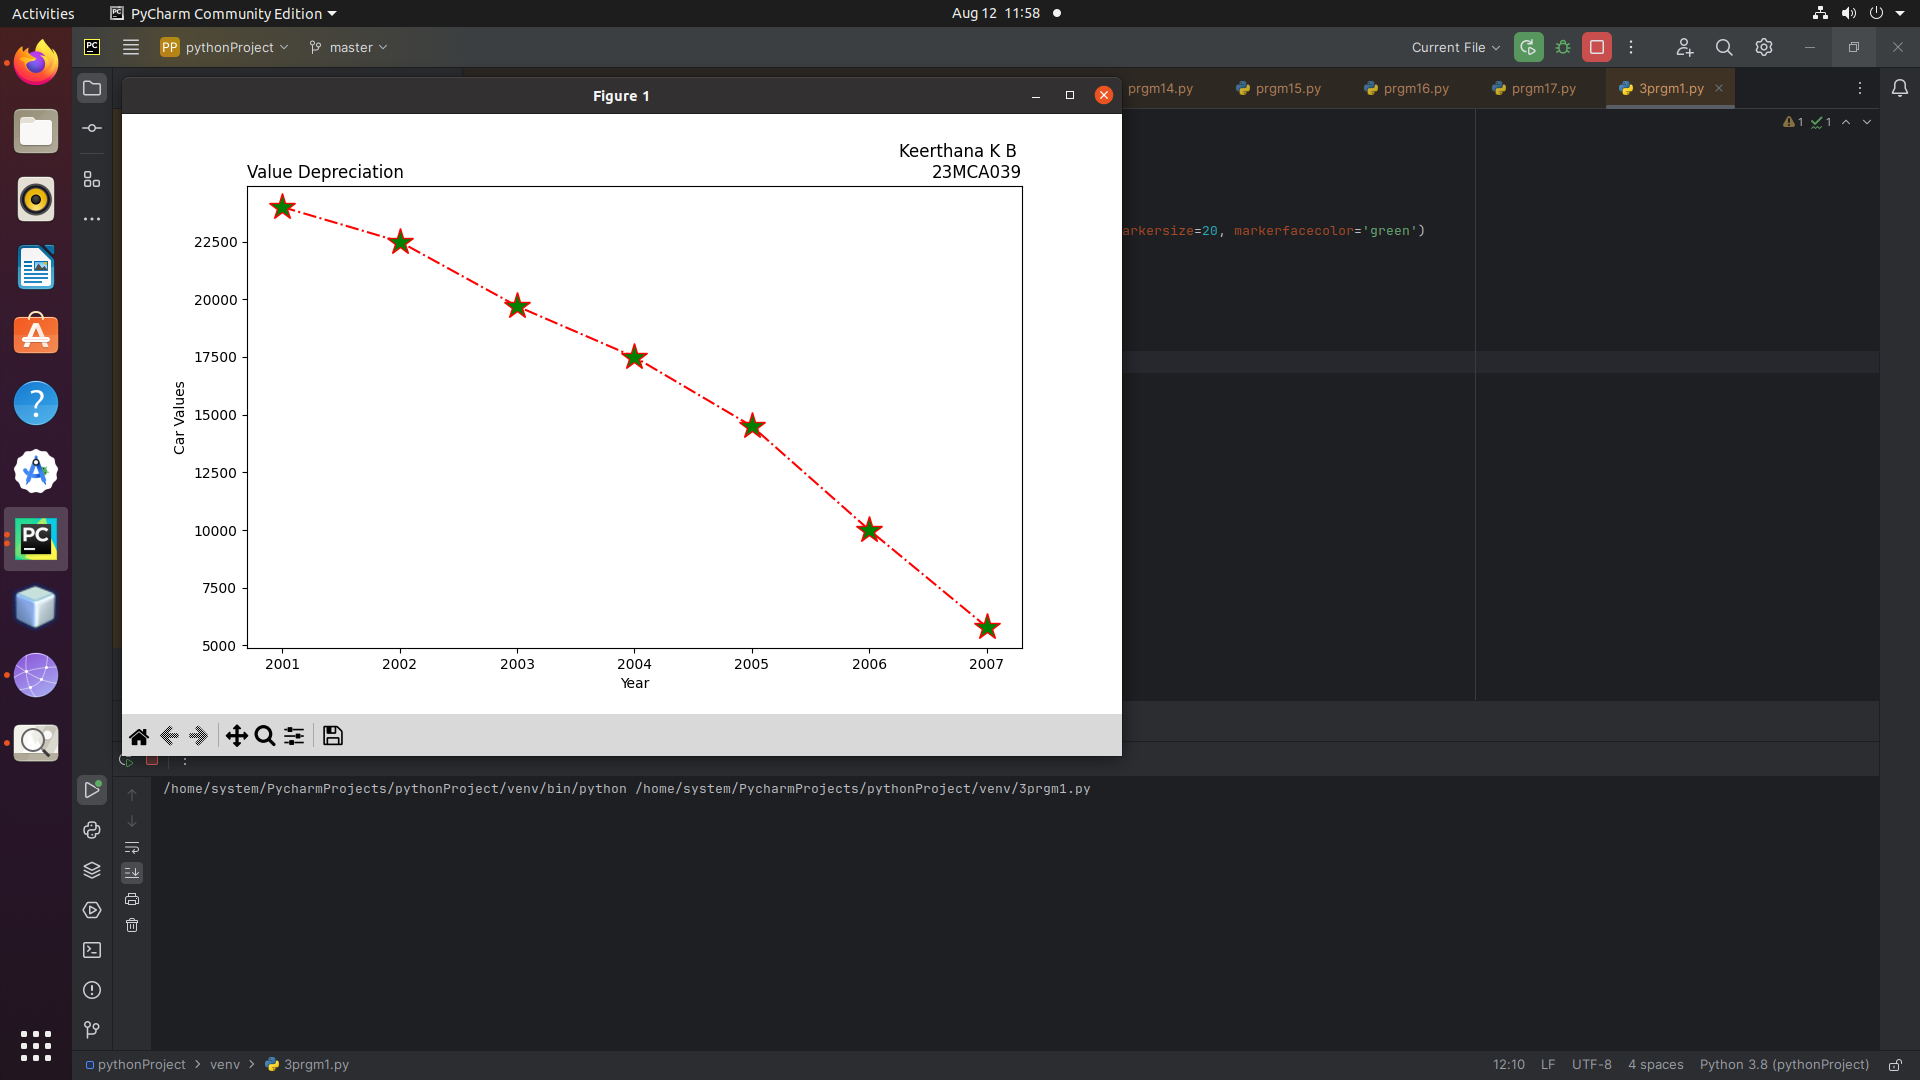 Activities
PyCharm Community Edition
Aug 12 11:58
PP pythonProject
master
Current File
Figure 1
prgm14.py
prgm15.py
prgm16.py
prgm17.py
3prgm1.py
1
1
Keerthana K B
23MCA039
Value Depreciation
arkersize=20, markerfacecolor='green')
Car Values
22500
20000
17500
15000
12500
10000
7500
5000
2001 2002 2003 2004 2005 2006 2007
Year
/home/system/PycharmProjects/pythonProject/venv/bin/python /home/system/PycharmProjects/pythonProject/venv/3prgm1.py
pythonProject > venv > 3prgm1.py
12:10 LF UTF-8 4 spaces Python 3.8 (pythonProject)
PC
PC